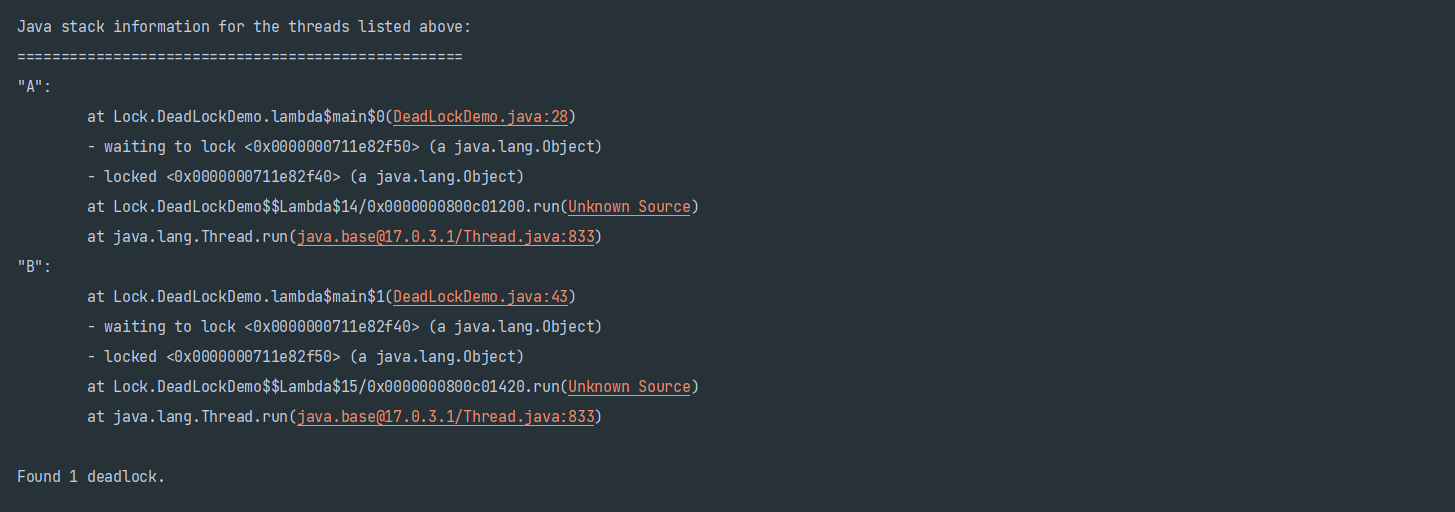 Java stack information for the threads listed above:
===================================================
"A":
        at Lock.DeadLockDemo.lambda$main$0(DeadLockDemo.java:28)
        - waiting to lock <0x0000000711e82f50> (a java.lang.Object)
        - locked <0x0000000711e82f40> (a java.lang.Object)
        at Lock.DeadLockDemo$$Lambda$14/0x0000000800c01200.run(Unknown Source)
        at java.lang.Thread.run(java.base@17.0.3.1/Thread.java:833)
"B":
        at Lock.DeadLockDemo.lambda$main$1(DeadLockDemo.java:43)
        - waiting to lock <0x0000000711e82f40> (a java.lang.Object)
        - locked <0x0000000711e82f50> (a java.lang.Object)
        at Lock.DeadLockDemo$$Lambda$15/0x0000000800c01420.run(Unknown Source)
        at java.lang.Thread.run(java.base@17.0.3.1/Thread.java:833)

Found 1 deadlock.